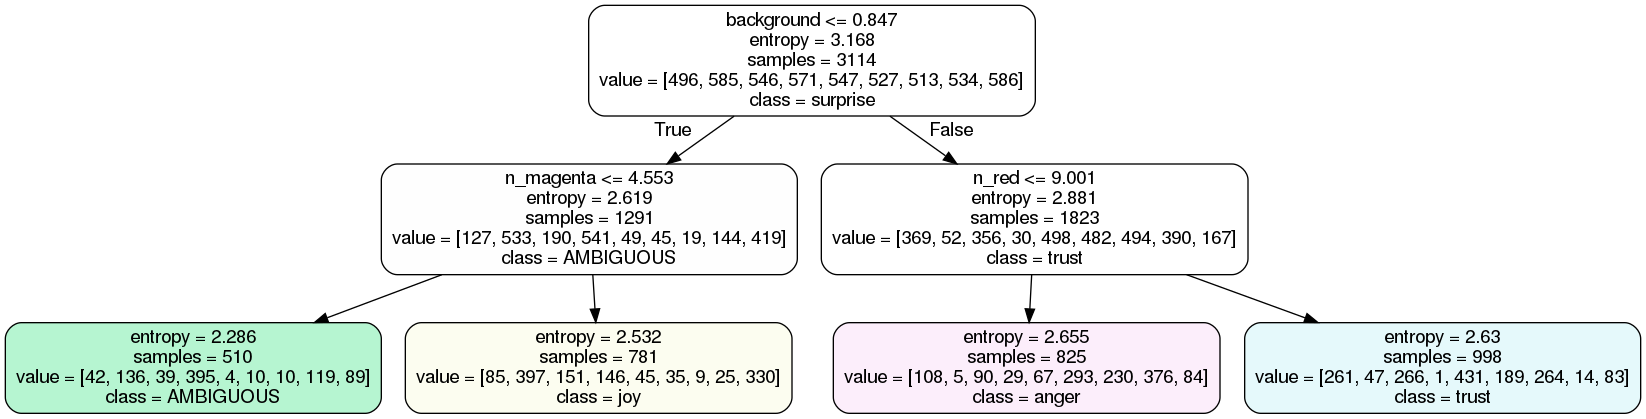 background <= 0.847
entropy = 3.168
samples = 3114
value = [496, 585, 546, 571, 547, 527, 513, 534, 586]
class = surprise
True
False
n_magenta <= 4.553
entropy = 2.619
samples = 1291
value = [127, 533, 190, 541, 49, 45, 19, 144, 419]
class = AMBIGUOUS
n_red <= 9.001
entropy = 2.881
samples = 1823
value = [369, 52, 356, 30, 498, 482, 494, 390, 167]
class = trust
entropy = 2.286
samples = 510
value = [42, 136, 39, 395, 4, 10, 10, 119, 89]
class = AMBIGUOUS
entropy = 2.532
samples = 781
value = [85, 397, 151, 146, 45, 35, 9, 25, 330]
class = joy
entropy = 2.655
samples = 825
value = [108, 5, 90, 29, 67, 293, 230, 376, 84]
class = anger
entropy = 2.63
samples = 998
value = [261, 47, 266, 1, 431, 189, 264, 14, 83]
class = trust